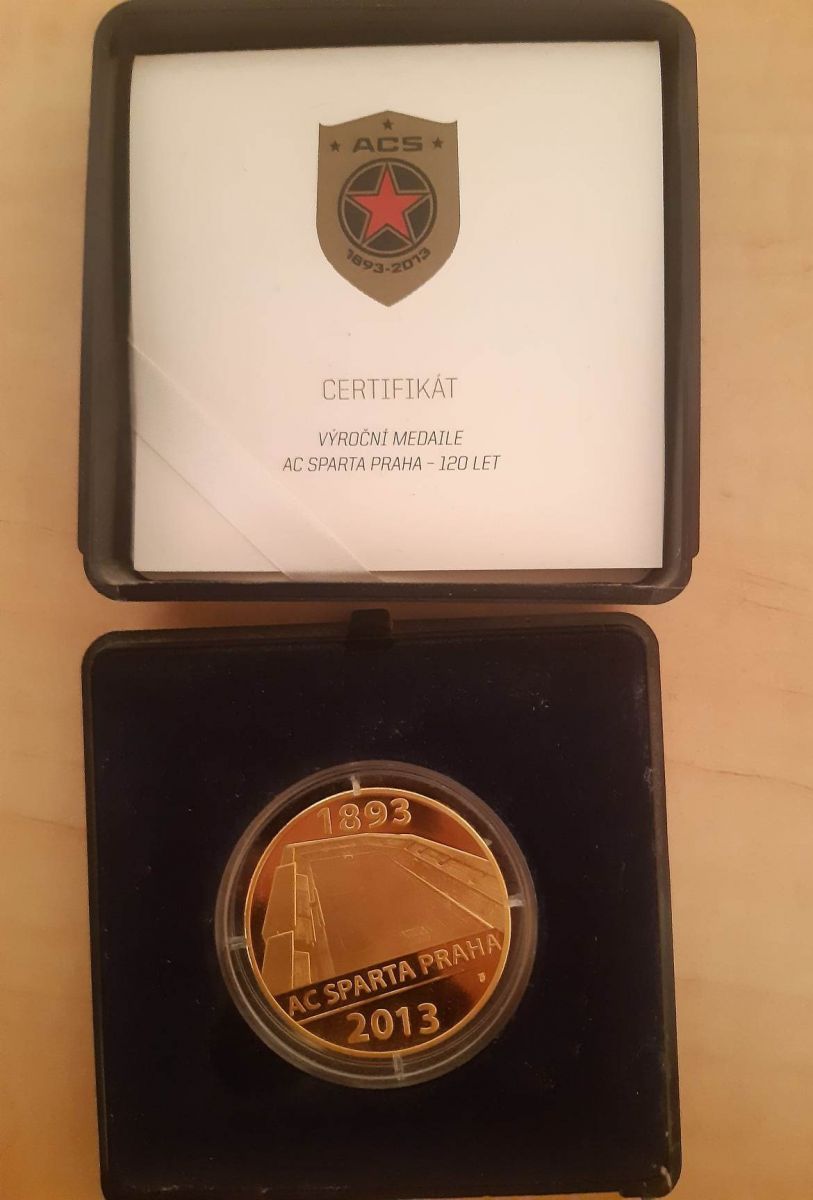 ACS
1893-2013
CERTIFIKÁT
VÝROČNÍ MEDAILE
AC SPARTA PRAHA – 120 LET
1893
AC SPARTA PRAHA
2013